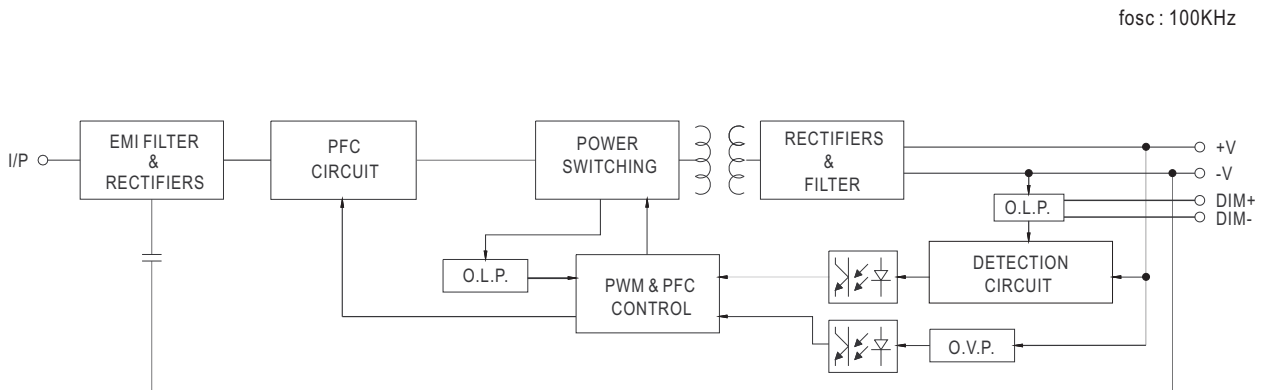 fosc : 100KHz
I/P
EMI FILTER
&
RECTIFIERS
PFC
CIRCUIT
POWER
SWITCHING
RECTIFIERS
&
FILTER
+V
-V
DIM+
DIM-
O.L.P.
O.L.P.
PWM & PFC
CONTROL
DETECTION
CIRCUIT
O.V.P.